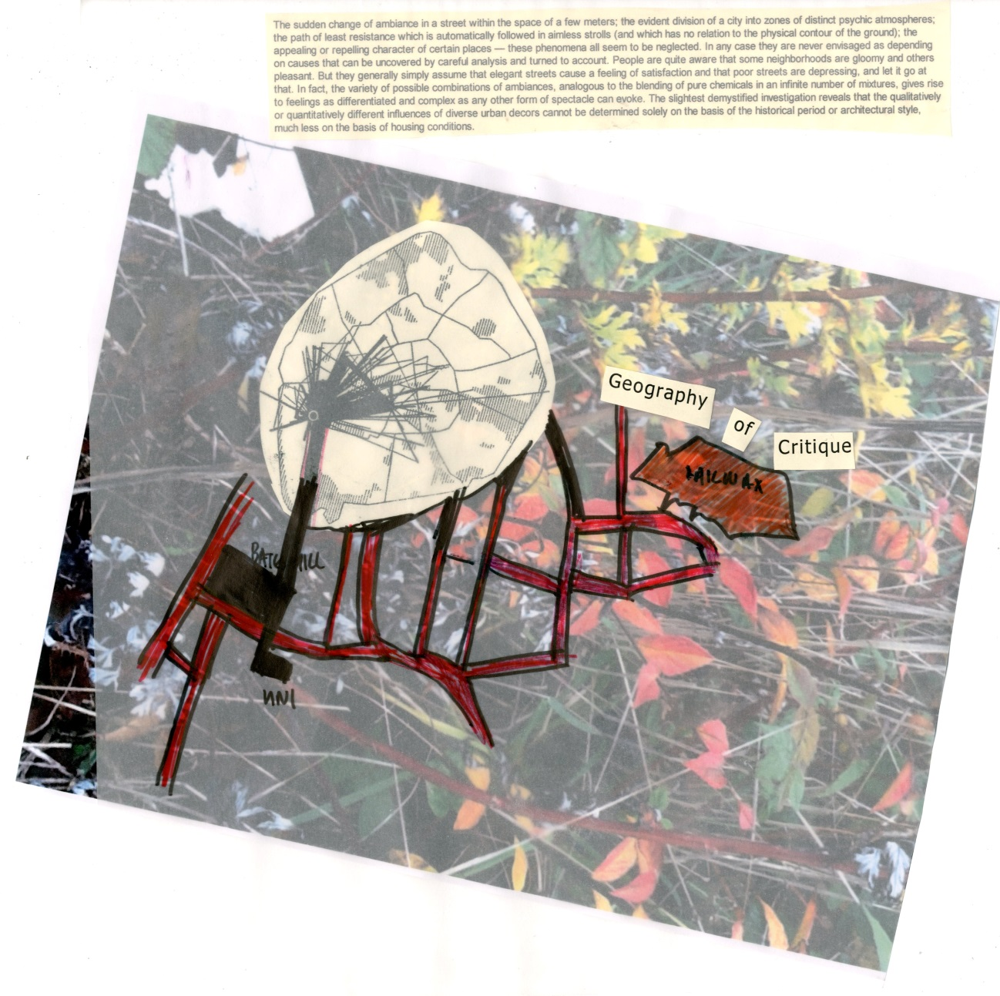 The sudden change of ambiance in a street within the space of a few meters; the evident division of a city into zones of distinct psychic atmospheres;
the path of least resistance which is automatically followed in aimless strolls (and which has no relation to the physical contour of the ground); the
appealing or repelling character of certain places — these phenomena all seem to be neglected. In any case they are never envisaged as depending
on causes that can be uncovered by careful analysis and turned to account. People are quite aware that some neighborhoods are gloomy and others
pleasant. But they generally simply assume that elegant streets cause a feeling of satisfaction and that poor streets are depressing, and let it go at
that. In fact, the variety of possible combinations of ambiances, analogous to the blending of pure chemicals in an infinite number of mixtures, gives rise
to feelings as differentiated and complex as any other form of spectacle can evoke. The slightest demystified investigation reveals that the qualitatively
or quantitatively different influences of diverse urban decors cannot be determined solely on the basis of the historical period or architectural style,
much less on the basis of housing conditions.
Geography
of
Critique
UNI